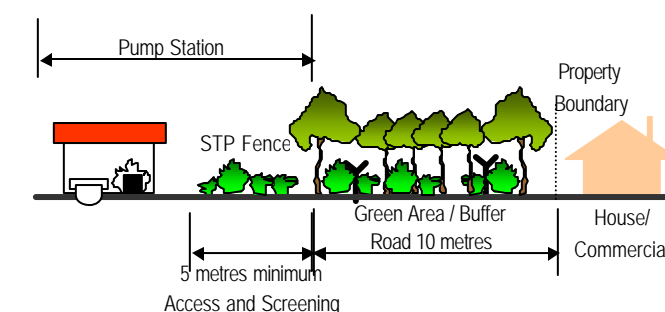 Pump Station
Property
Boundary
STP Fence
Green Area / Buffer
Road 10 metres
House/
Commercia
5 metres minimum
Access and Screening